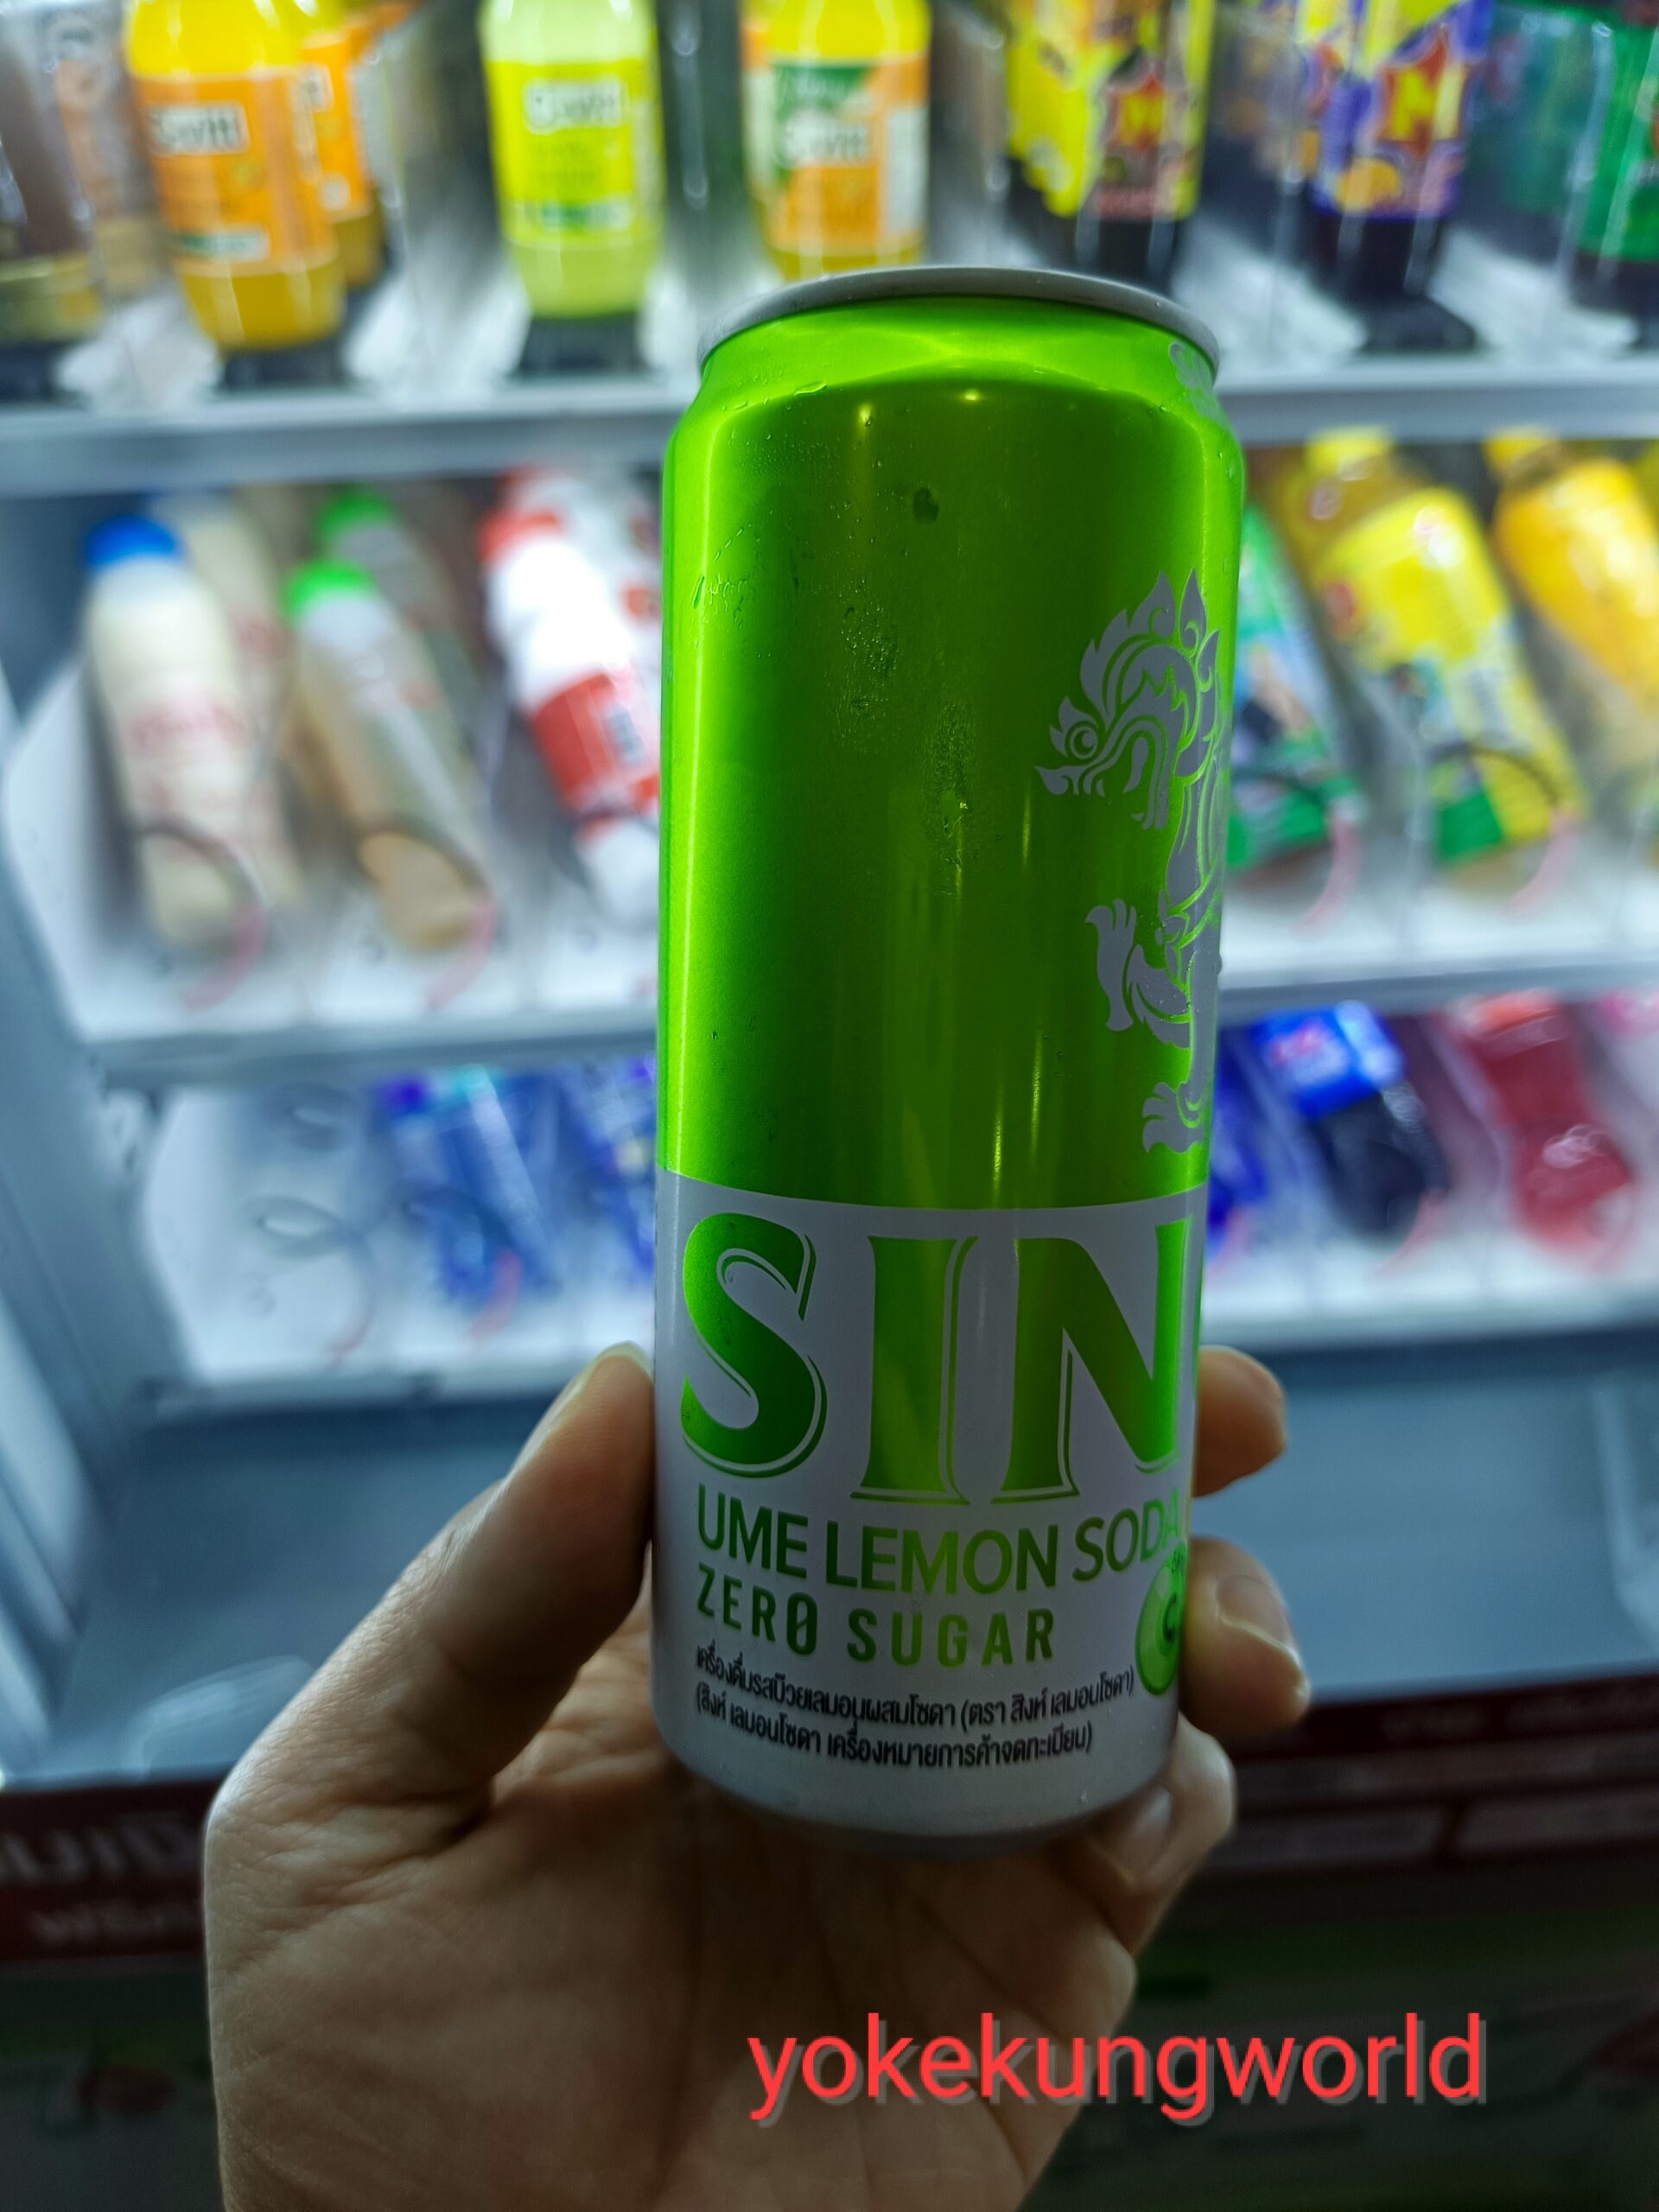 C-vitt
C-vitt
C-vitt
M
M
SIN
UME LEMON SODA
ZERO SUGAR
เครื่องดื่มรสบ๊วยเลมอนผสมโซดา (ตรา สิงห์ เลมอนโซดา)
(สิงห์ เลมอนโซดา เครื่องหมายการค้าจดทะเบียน)
yokekungworld